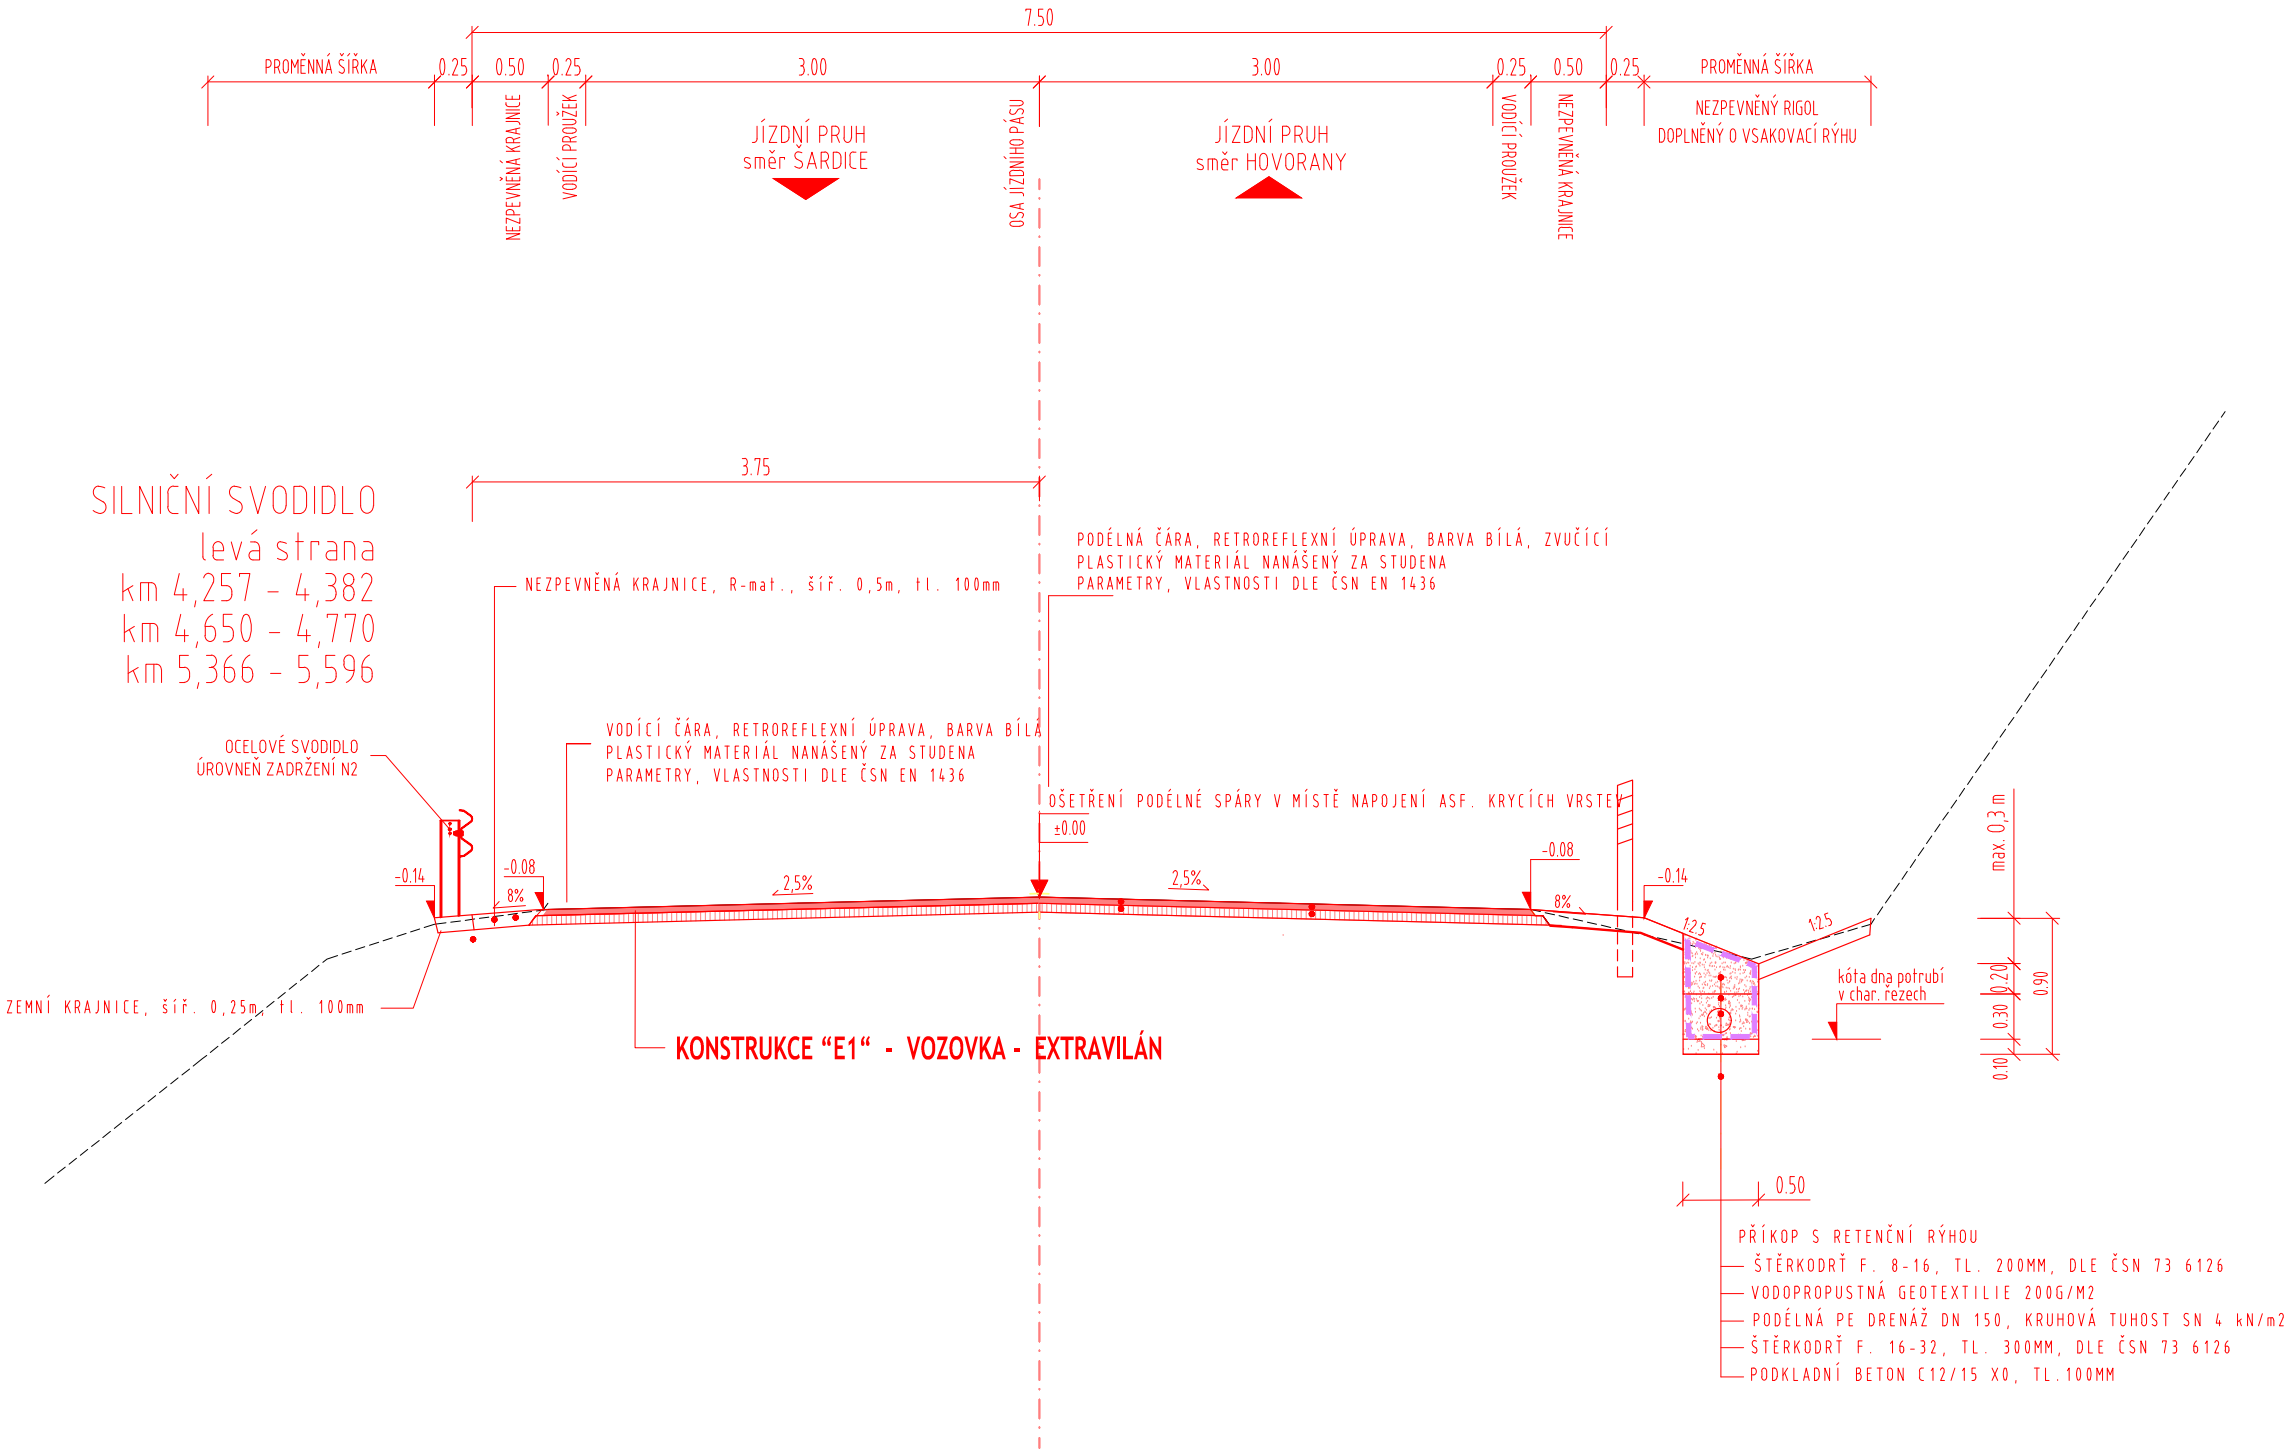 7.50
PROMĚNNÁ ŠÍŘKA
0.25
0.50
0.25
3.00
3.00
0.25
0.50
0.25
PROMĚNNÁ ŠÍŘKA
NEZPEVNĚNÁ KRAJNICE
VODÍCÍ PROUŽEK
JÍZDNÍ PRUH
směr ŠARDICE
OSA JÍZDNÍHO PÁSU
JÍZDNÍ PRUH
směr HOVORANY
VODÍCÍ PROUŽEK
NEZPEVNĚNÁ KRAJNICE
NEZPEVNĚNÝ RIGOL
DOPLNĚNÝ O VSAKOVACÍ RÝHU
3.75
SILNIČNÍ SVODIDLO
levá strana
km 4,257 - 4,382
km 4,650 - 4,770
km 5,366 - 5,596
PODÉLNÁ ČÁRA, RETROREFLEXNÍ ÚPRAVA, BARVA BÍLÁ, ZVUČÍCÍ
PLASTICKÝ MATERIÁL NANÁŠENÝ ZA STUDENA
PARAMETRY, VLASTNOSTI DLE ČSN EN 1436
NEZPEVNĚNÁ KRAJNICE, R-mat., šíř. 0,5m, tl. 100mm
VODÍCÍ ČÁRA, RETROREFLEXNÍ ÚPRAVA, BARVA BÍLÁ
PLASTICKÝ MATERIÁL NANÁŠENÝ ZA STUDENA
PARAMETRY, VLASTNOSTI DLE ČSN EN 1436
OCELOVÉ SVODIDLO
ÚROVNEŇ ZADRŽENÍ N2
OŠETŘENÍ PODÉLNÉ SPÁRY V MÍSTĚ NAPOJENÍ ASF. KRYCÍCH VRSTEV
±0.00
-0.14
-0.08
8%
2,5%
2,5%
-0.08
8%
-0.14
1:2.5
1:2.5
max. 0,3 m
0.20
0.30
0.10
0.90
kóta dna potrubí
v char. řezech
ZEMNÍ KRAJNICE, šíř. 0,25m, tl. 100mm
KONSTRUKCE “E1“ - VOZOVKA - EXTRAVILÁN
0.50
PŘÍKOP S RETENČNÍ RÝHOU
ŠTĚRKODRŤ F. 8-16, TL. 200MM, DLE ČSN 73 6126
VODOPROPUSTNÁ GEOTEXTILIE 200G/M2
PODÉLNÁ PE DRENÁŽ DN 150, KRUHOVÁ TUHOST SN 4 kN/m2
ŠTĚRKODRŤ F. 16-32, TL. 300MM, DLE ČSN 73 6126
PODKLADNÍ BETON C12/15 X0, TL.100MM